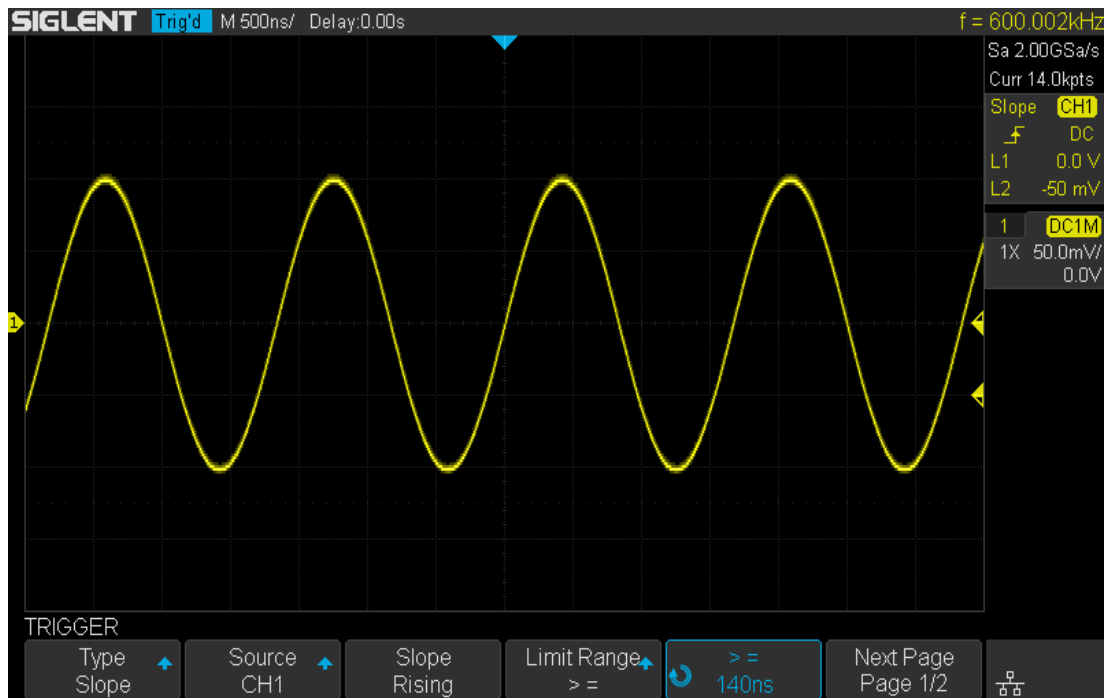 SIGLENT Trig'd M 500ns/ Delay:0.00s f = 600.002kHz
Sa 2.00GSa/s
Curr 14.0kpts
Slope CH1
DC
L1 0.0 V
L2 -50 mV
1 DC1M
1X 50.0mV/
0.0V
1
TRIGGER
Type Source Slope Limit Range > = Next Page
Slope CH1 Rising > = 140ns Page 1/2